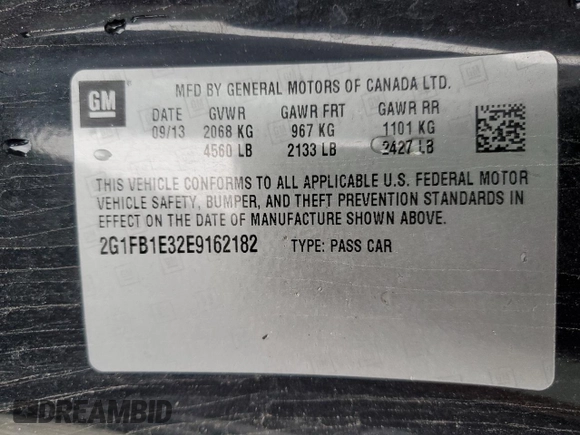 GM
MFD BY GENERAL MOTORS OF CANADA LTD.
DATE GVWR GAWR FRT GAWR RR
09/13 2068 KG 967 KG 1101 KG
4560 LB 2133 LB 2427 LB
THIS VEHICLE CONFORMS TO ALL APPLICABLE U.S. FEDERAL MOTOR
VEHICLE SAFETY, BUMPER, AND THEFT PREVENTION STANDARDS IN
EFFECT ON THE DATE OF MANUFACTURE SHOWN ABOVE.
2G1FB1E32E9162182 TYPE: PASS CAR
DREAMBID